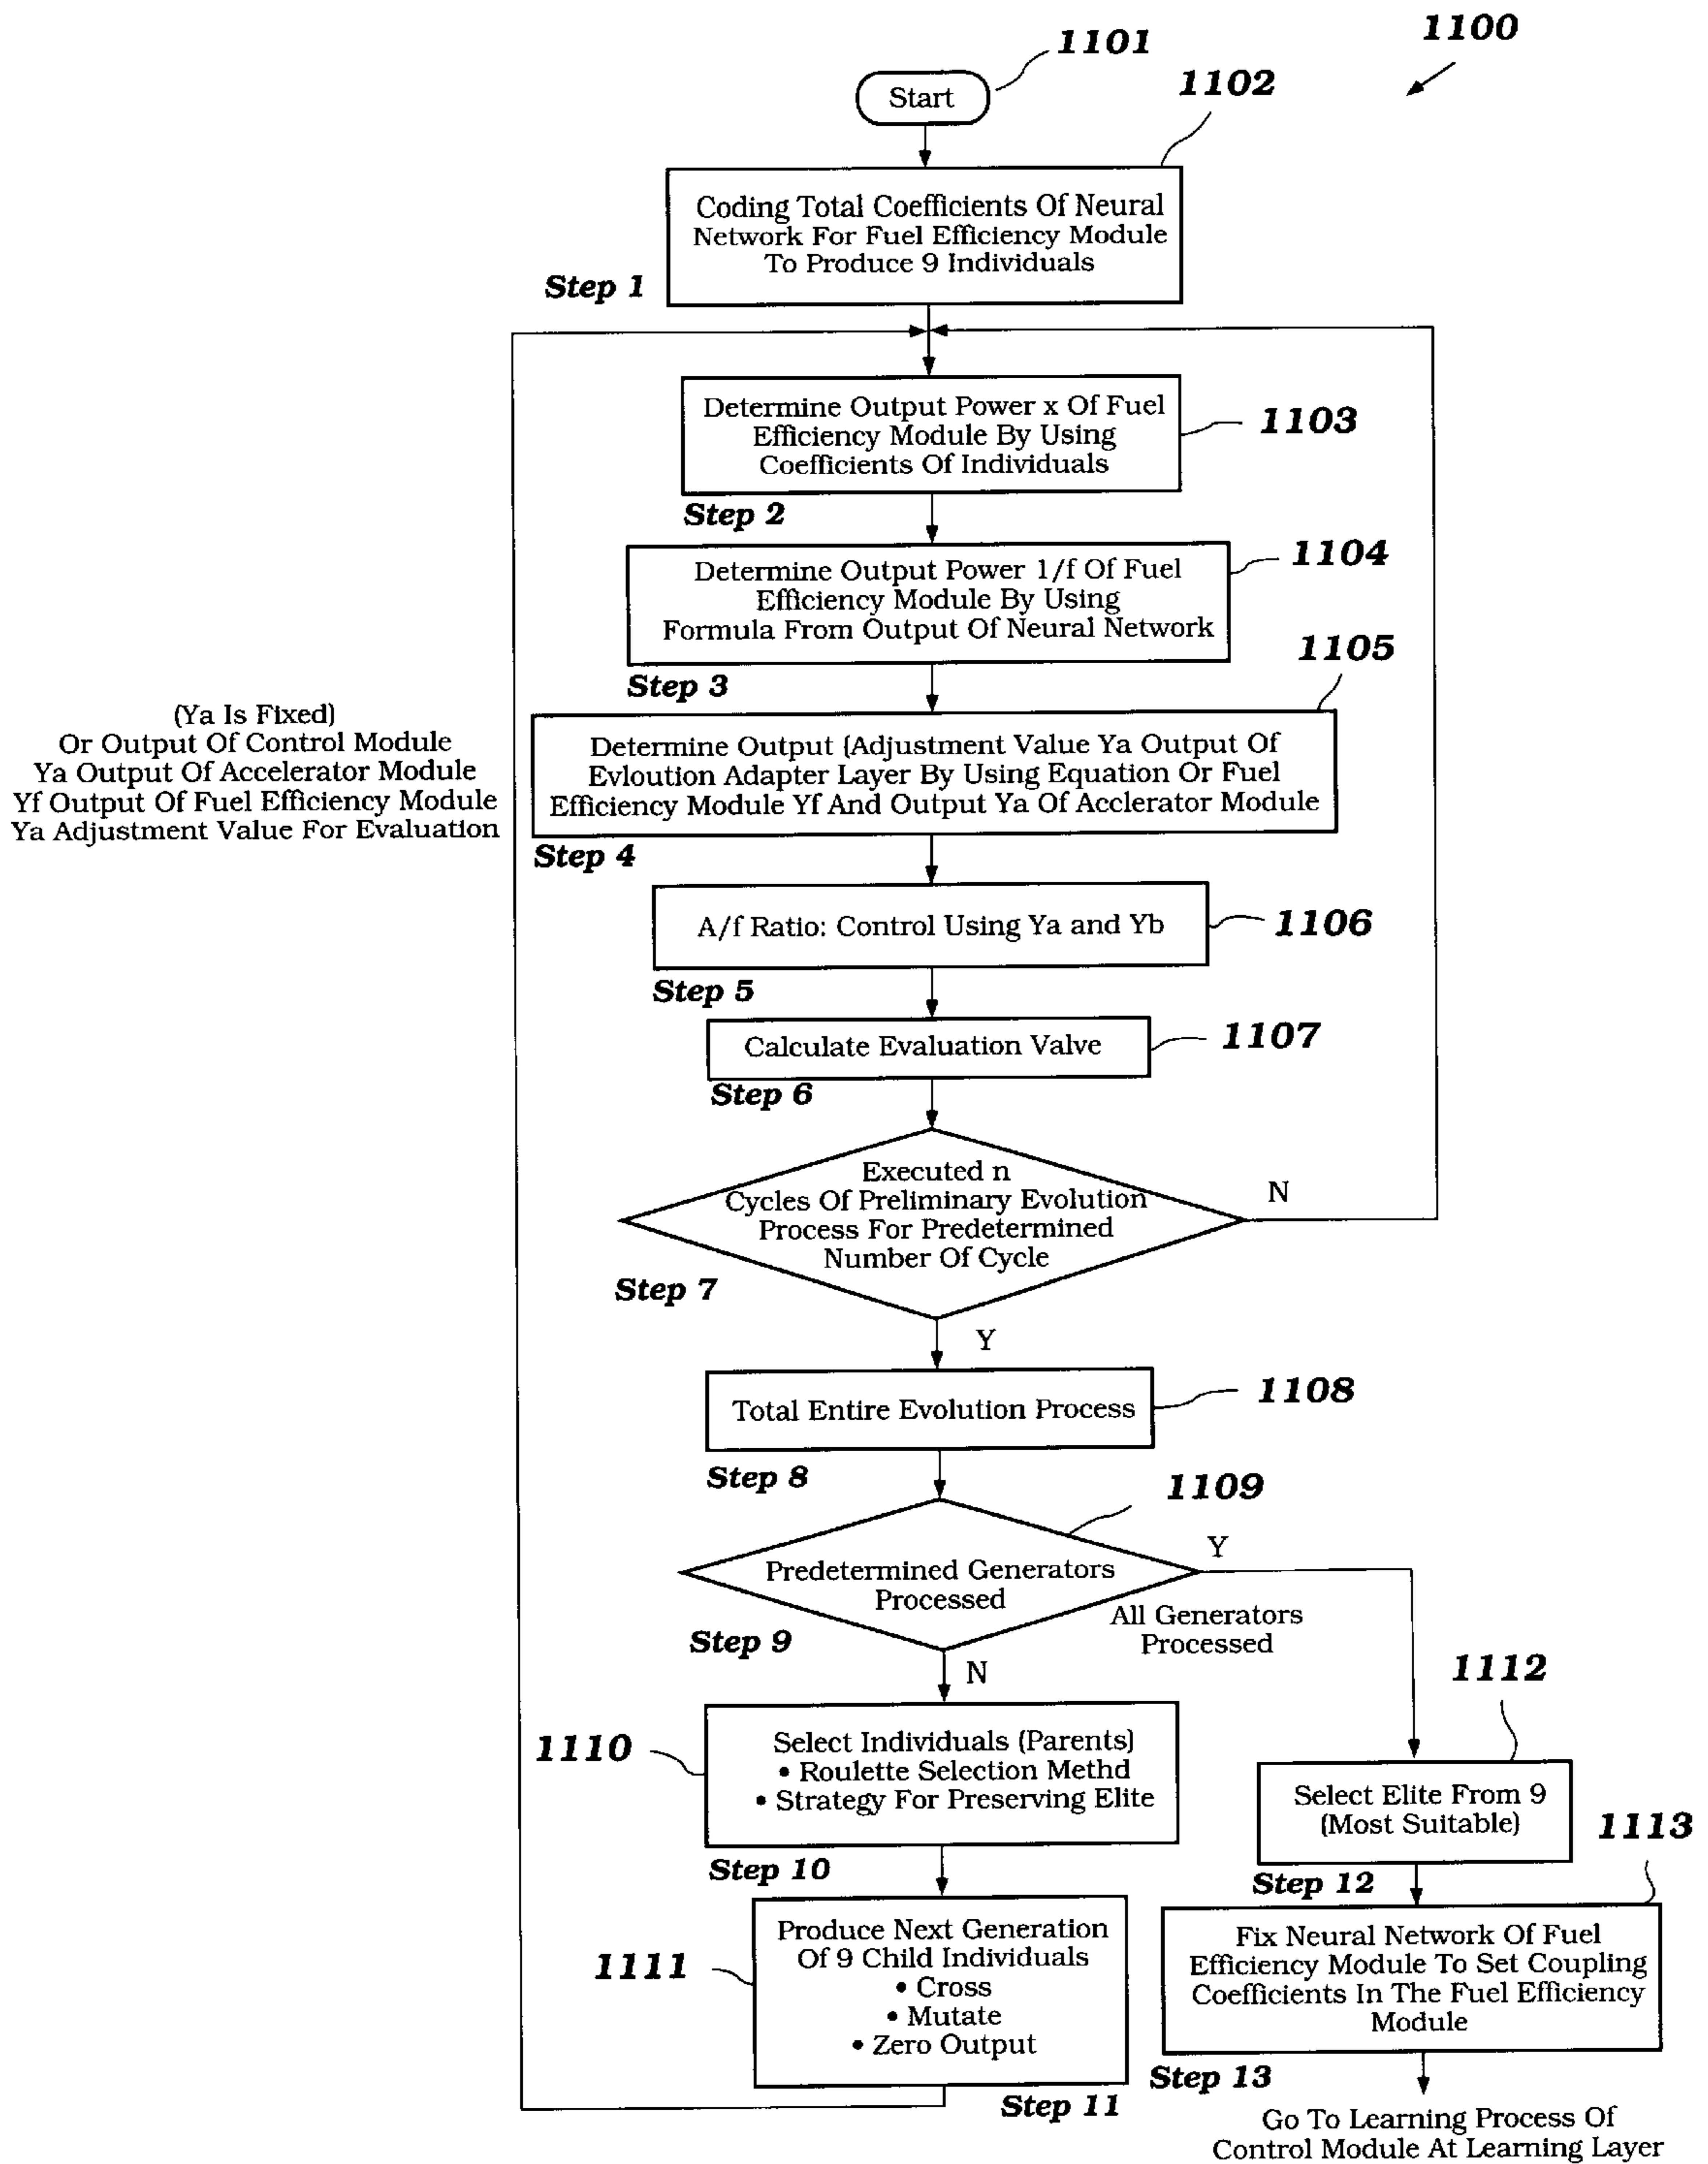 1100
1101
Start
1102
Coding Total Coefficients Of Neural
Network For Fuel Efficiency Module
To Produce 9 Individuals
Step 1
Determine Output Power x Of Fuel
Efficiency Module By Using
Coefficients Of Individuals
1103
Step 2
Determine Output Power 1/f Of Fuel
Efficiency Module By Using
Formula From Output Of Neural Network
1104
Step 3
1105
(Ya Is Fixed)
Or Output Of Control Module
Ya Output Of Accelerator Module
Yf Output Of Fuel Efficiency Module
Ya Adjustment Value For Evaluation
Determine Output (Adjustment Value Ya Output Of
Evloution Adapter Layer By Using Equation Or Fuel
Efficiency Module Yf And Output Ya Of Acclerator Module
Step 4
A/f Ratio: Control Using Ya and Yb
1106
Step 5
Calculate Evaluation Valve
1107
Step 6
Executed n
Cycles Of Preliminary Evolution
Process For Predetermined
Number Of Cycle
N
Step 7
Y
Total Entire Evolution Process
1108
Step 8
1109
Predetermined Generators
Processed
Y
All Generators
Processed
Step 9
N
1110
Select Individuals (Parents)
• Roulette Selection Methd
• Strategy For Preserving Elite
Step 10
1112
Select Elite From 9
(Most Suitable)
Step 12
1113
1111
Produce Next Generation
Of 9 Child Individuals
• Cross
• Mutate
• Zero Output
Step 11
Fix Neural Network Of Fuel
Efficiency Module To Set Coupling
Coefficients In The Fuel Efficiency
Module
Step 13
Go To Learning Process Of
Control Module At Learning Layer